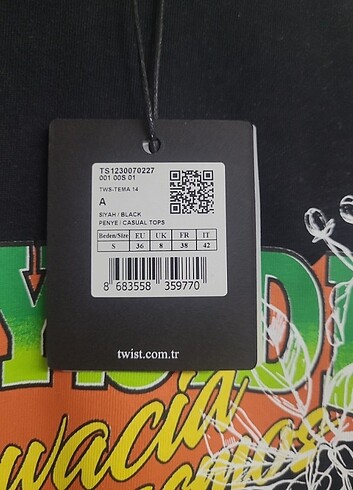 TS1230070227
001 00S 01
TWS-TEMA 14
A
SIYAH / BLACK
PENYE / CASUAL TOPS
Beden/Size EU UK FR IT
S 36 8 38 42
8 683558 359770
twist.com.tr